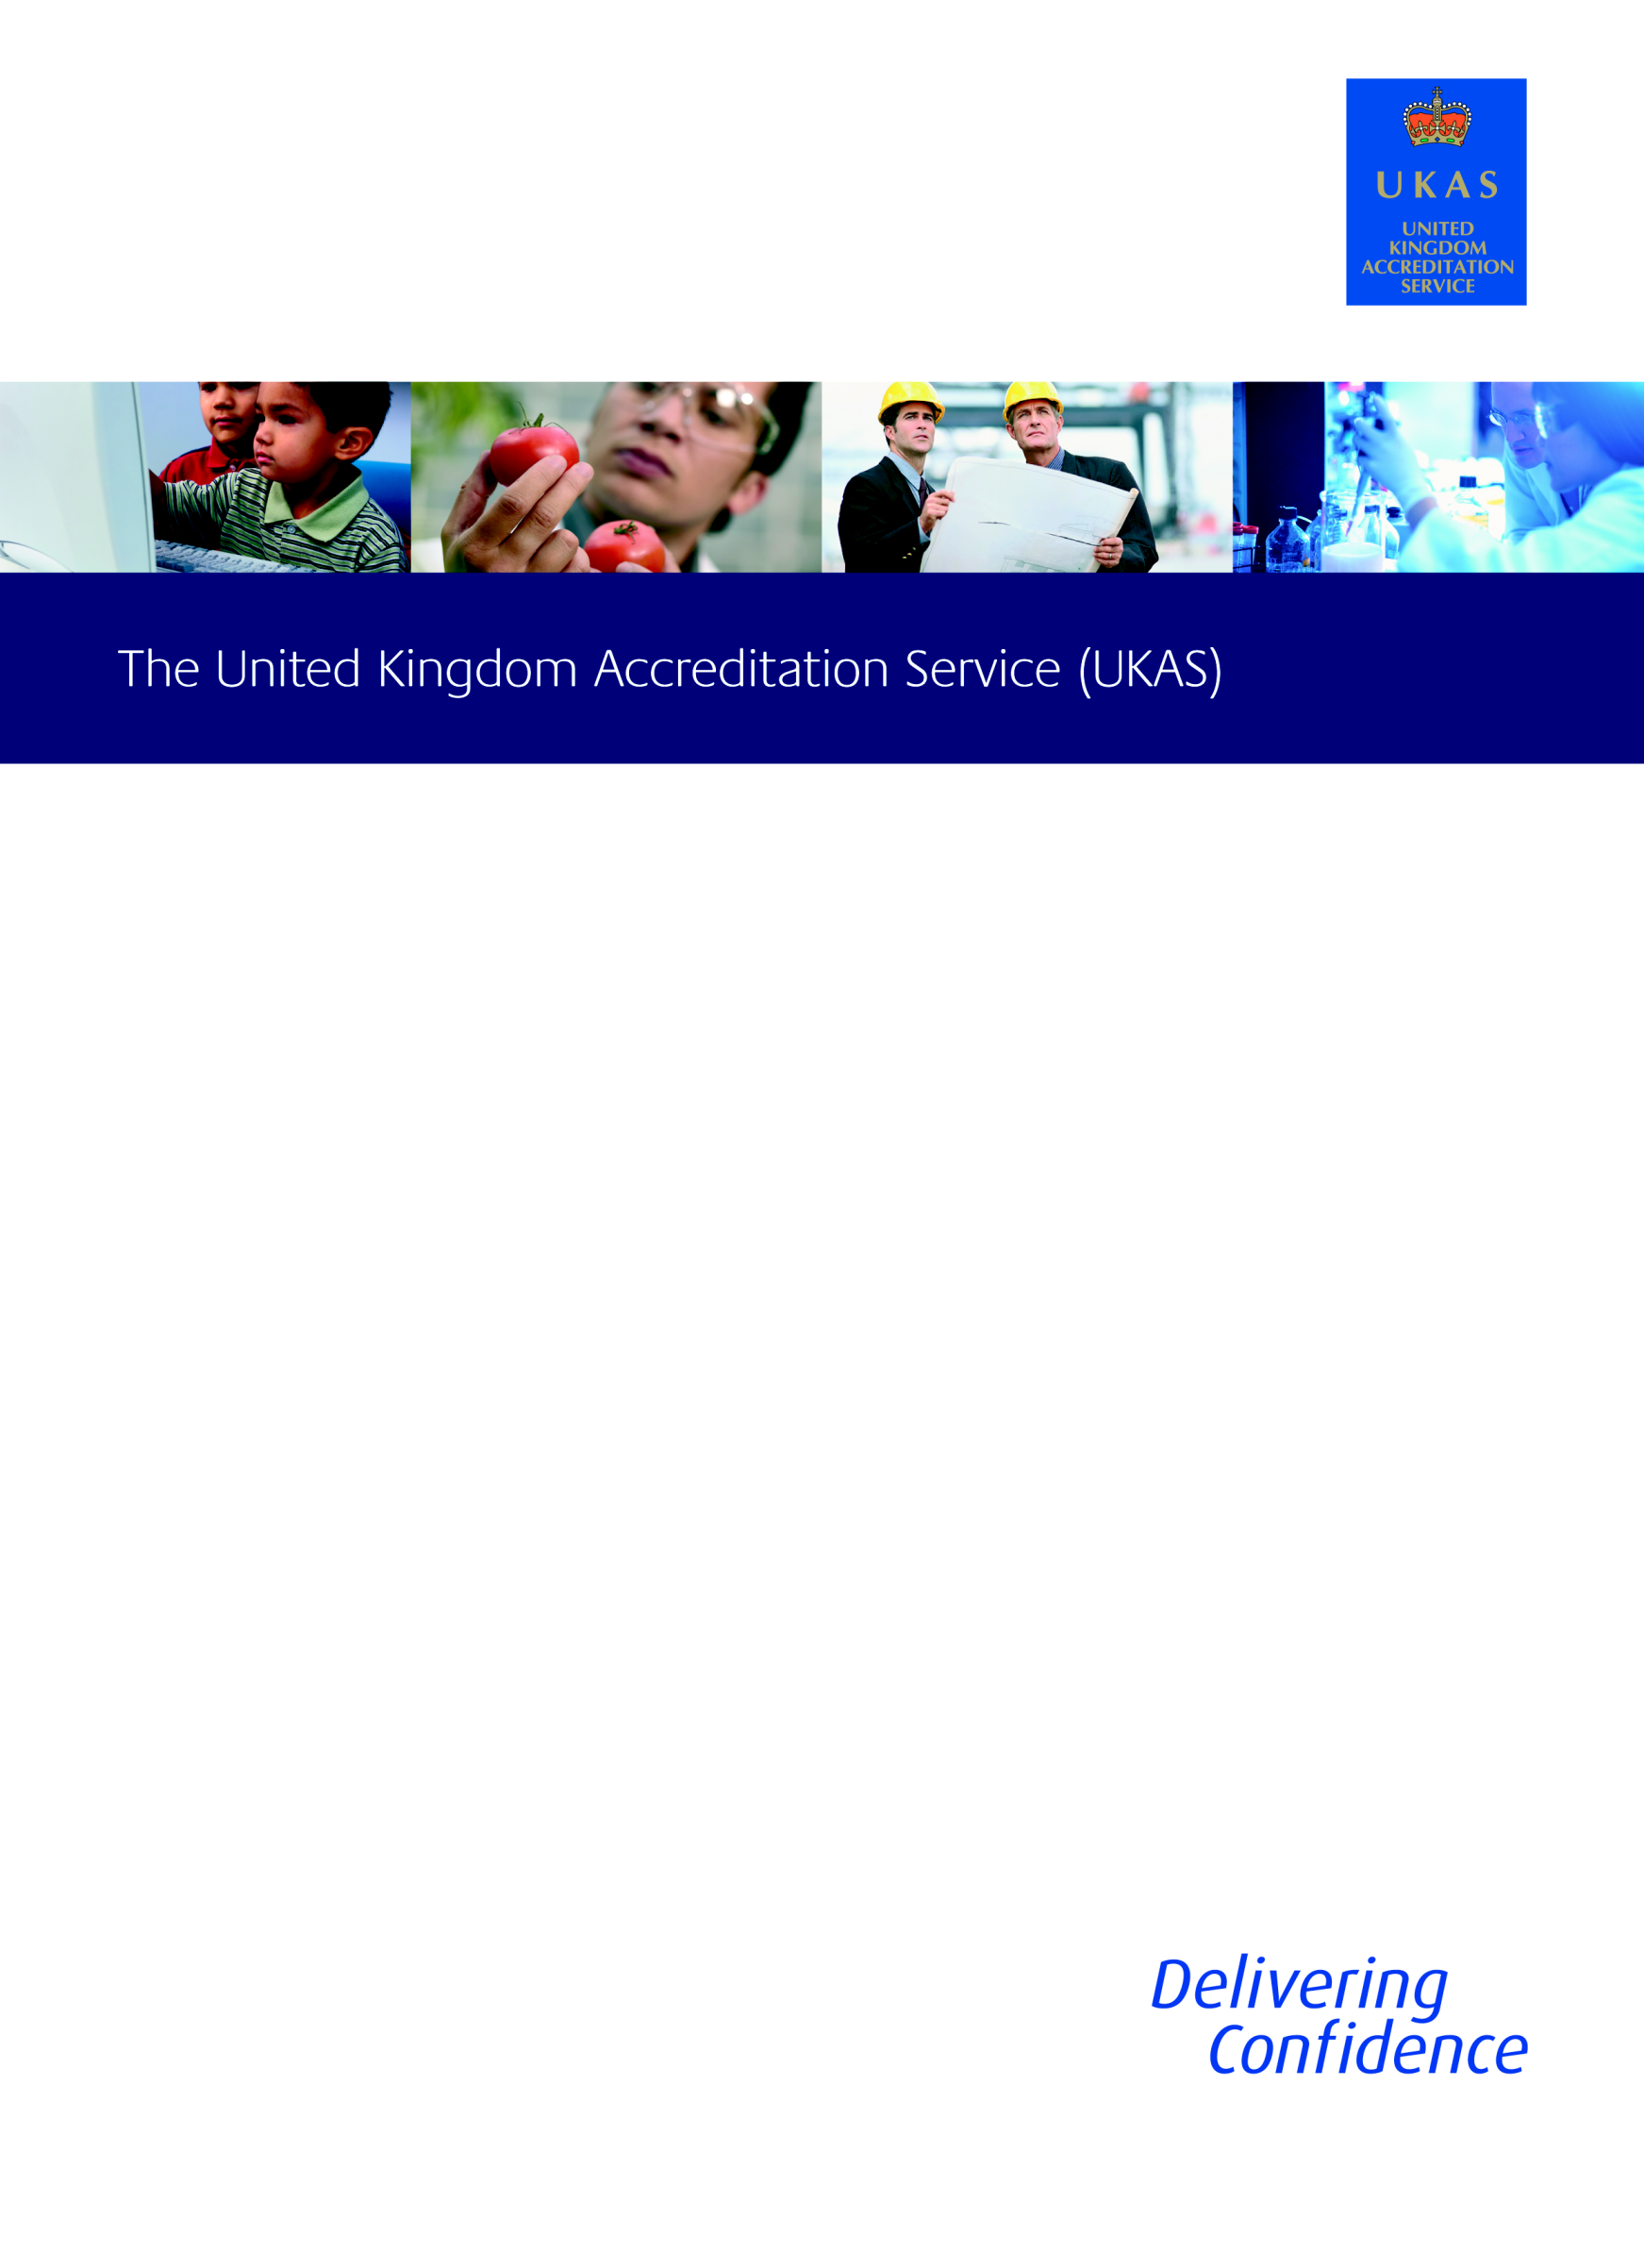 UKAS
UNITED
KINGDOM
ACCREDITATION
SERVICE
The United Kingdom Accreditation Service (UKAS)
Delivering
Confidence